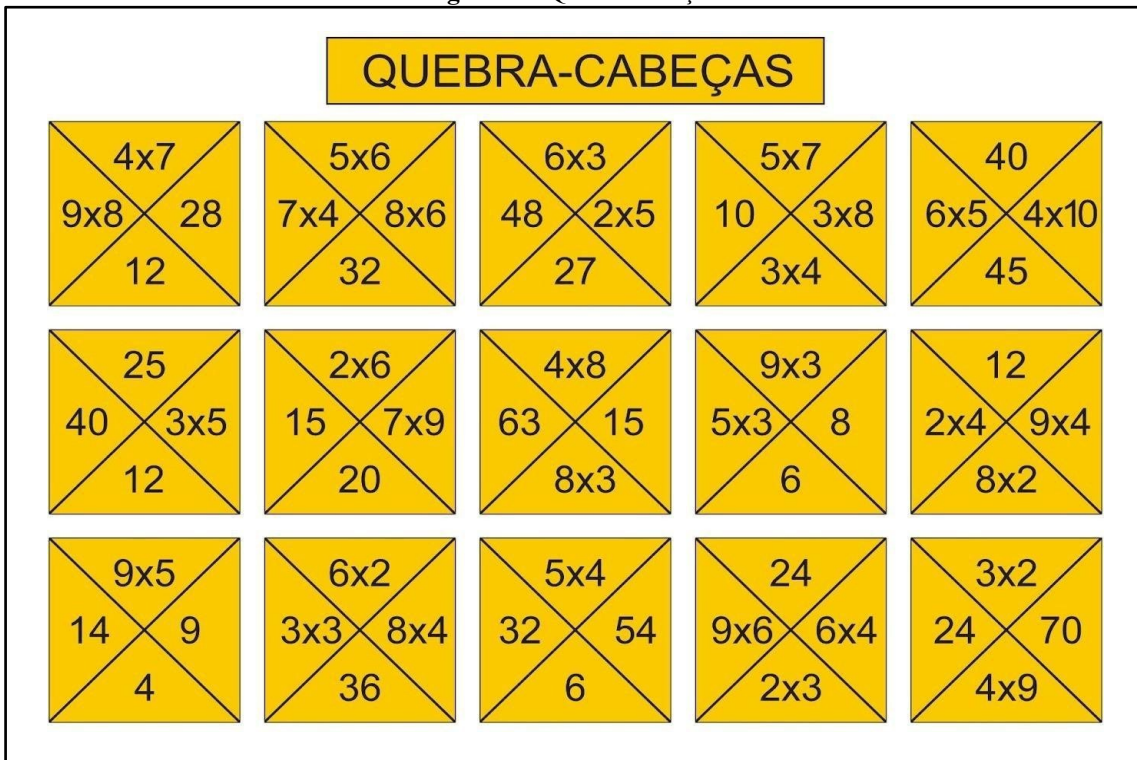 QUEBRA-CABEÇAS
4x7 5x6 6x3 5x7 40
9x8 28 7x4 8x6 48 2x5 10 3x8 6x5 4x10
12 32 27 3x4 45
25 2x6 4x8 9x3 12
40 3x5 15 7x9 63 15 5x3 8 2x4 9x4
12 20 8x3 6 8x2
9x5 6x2 5x4 24 3x2
14 9 3x3 8x4 32 54 9x6 6x4 24 70
4 36 6 2x3 4x9